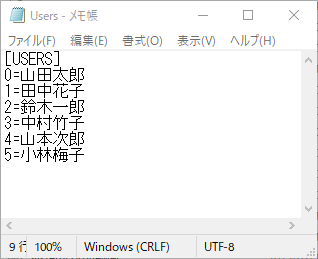 Users - メモ帳
ファイル(F) 編集(E) 書式(O) 表示(V) ヘルプ(H)
[USERS]
0=山田太郎
1=田中花子
2=鈴木一郎
3=中村竹子
4=山本次郎
5=小林梅子
9 行 100% Windows (CRLF) UTF-8